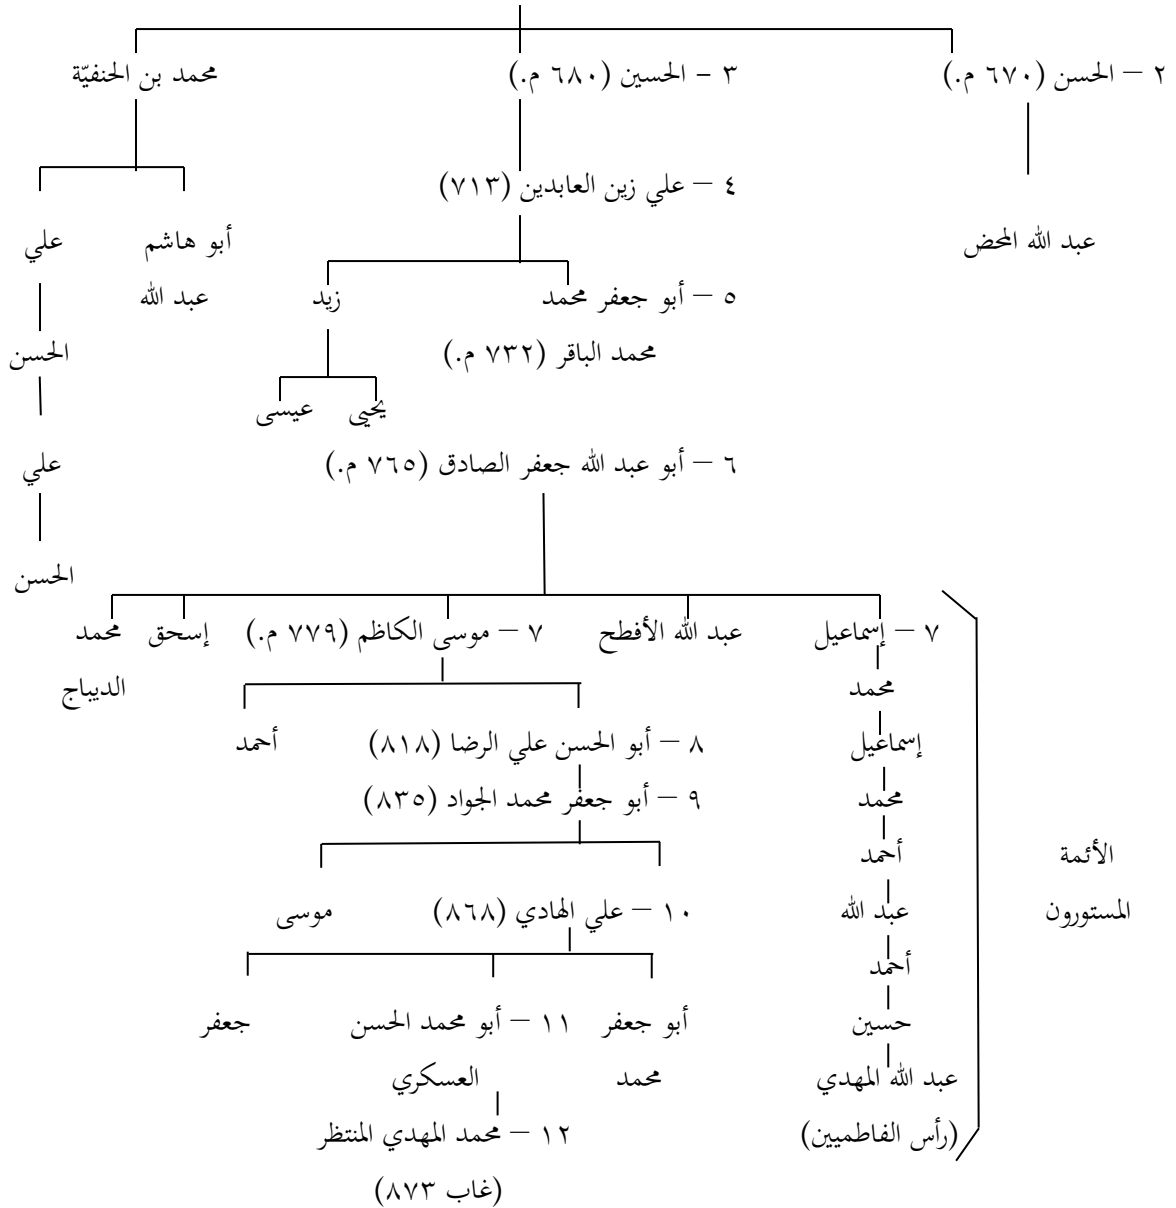 ٢ – الحسن (٦٧٠ م.) ٣ – الحسين (٦٨٠ م.) محمد بن الحنفيّة
٤ – علي زين العابدين (٧١٣)
عبد الله المحض أبو هاشم علي
٥ – أبو جعفر محمد زيد عبد الله
محمد الباقر (٧٣٢ م.) الحسن
يحيى عيسى
٦ – أبو عبد الله جعفر الصادق (٧٦٥ م.) علي
الحسن
٧ – إسماعيل عبد الله الأفطح ٧ – موسى الكاظم (٧٧٩ م.) إسحق محمد
محمد الديباج
٨ – أبو الحسن علي الرضا (٨١٨) أحمد إسماعيل
محمد ٩ – أبو جعفر محمد الجواد (٨٣٥)
الأئمة أحمد
المستورون عبد الله ١٠ – علي الهادي (٨٦٨) موسى
أحمد
حسين أبو جعفر ١١ – أبو محمد الحسن جعفر
عبد الله المهدي محمد العسكري
(رأس الفاطميين) ١٢ – محمد المهدي المنتظر
(غاب ٨٧٣)